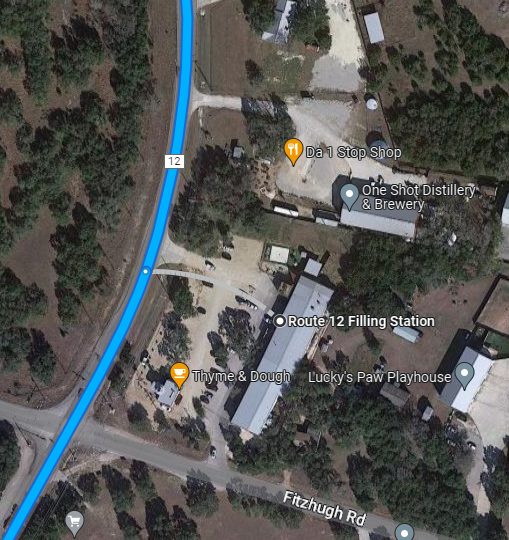 12
Da 1 Stop Shop
One Shot Distillery
& Brewery
Route 12 Filling Station
Thyme & Dough
Lucky's Paw Playhouse
Fitzhugh Rd